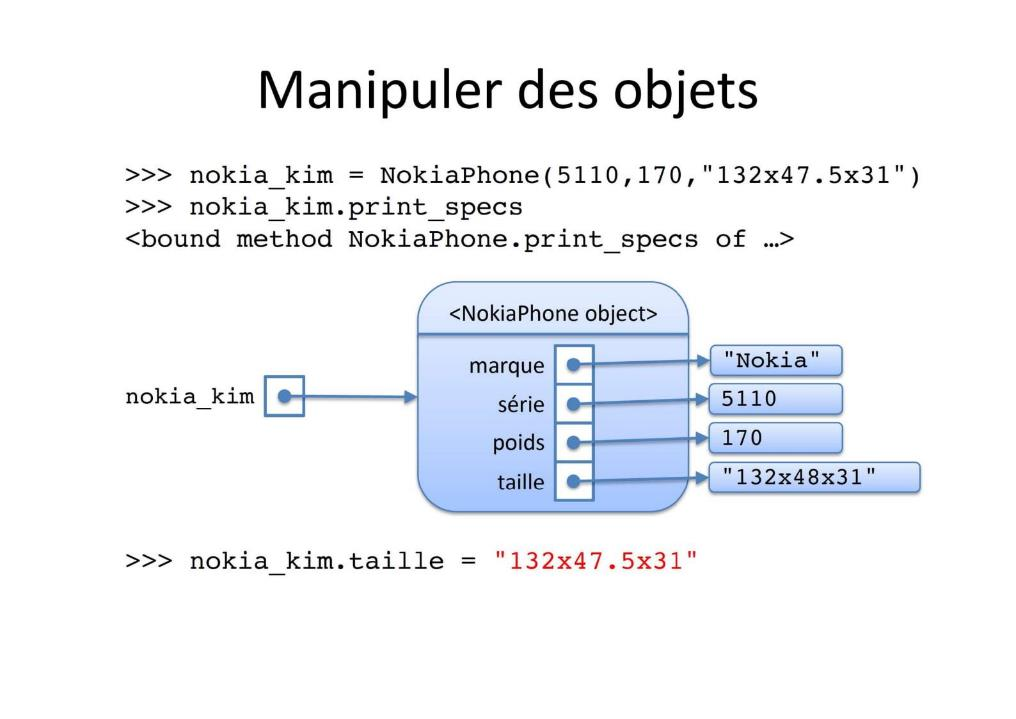 Manipuler des objets
>>> nokia_kim = NokiaPhone(5110,170,"132x47.5x31")
>>> nokia_kim.print_specs
<bound method NokiaPhone.print_specs of …>
<NokiaPhone object>
marque "Nokia"
nokia_kim
série 5110
poids 170
taille "132x48x31"
>>> nokia_kim.taille = "132x47.5x31"